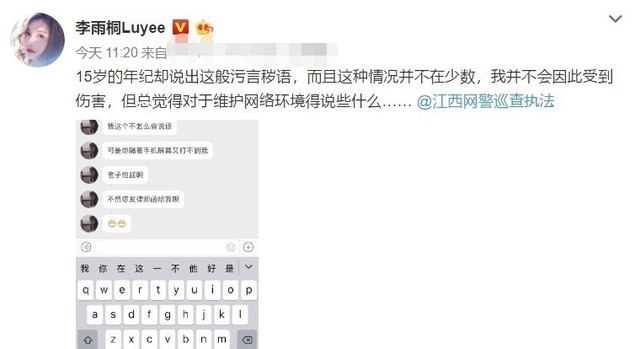 李雨桐Luyee
今天 11:20 来自
15岁的年纪却说出这般污言秽语，而且这种情况并不在少数，我并不会因此受到
伤害，但总觉得对于维护网络环境得说些什么…… @江西网警巡查执法
我这个不怎么会说话
可是你隔着手机屏幕又打不到我
老子怕屁啊
不然你发律师函给我呗
我 你 在 这 一 不 他 好 是
q w e r t y u i o p
a s d f g h j k l
z x c v b n m